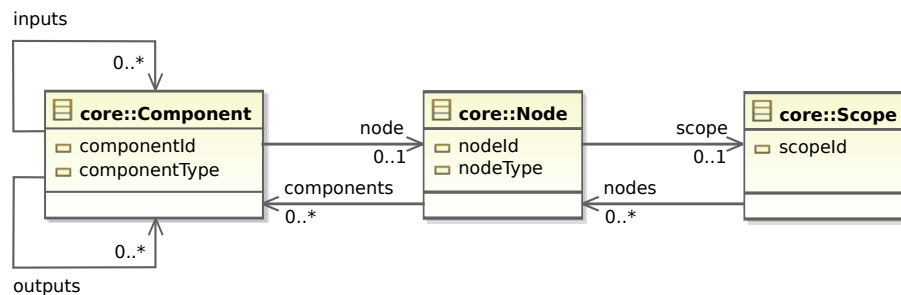 inputs
0..*
core::Component
componentId
componentType
node
0..1
components
0..*
core::Node
nodeId
nodeType
scope
0..1
nodes
0..*
core::Scope
scopeId
0..*
outputs